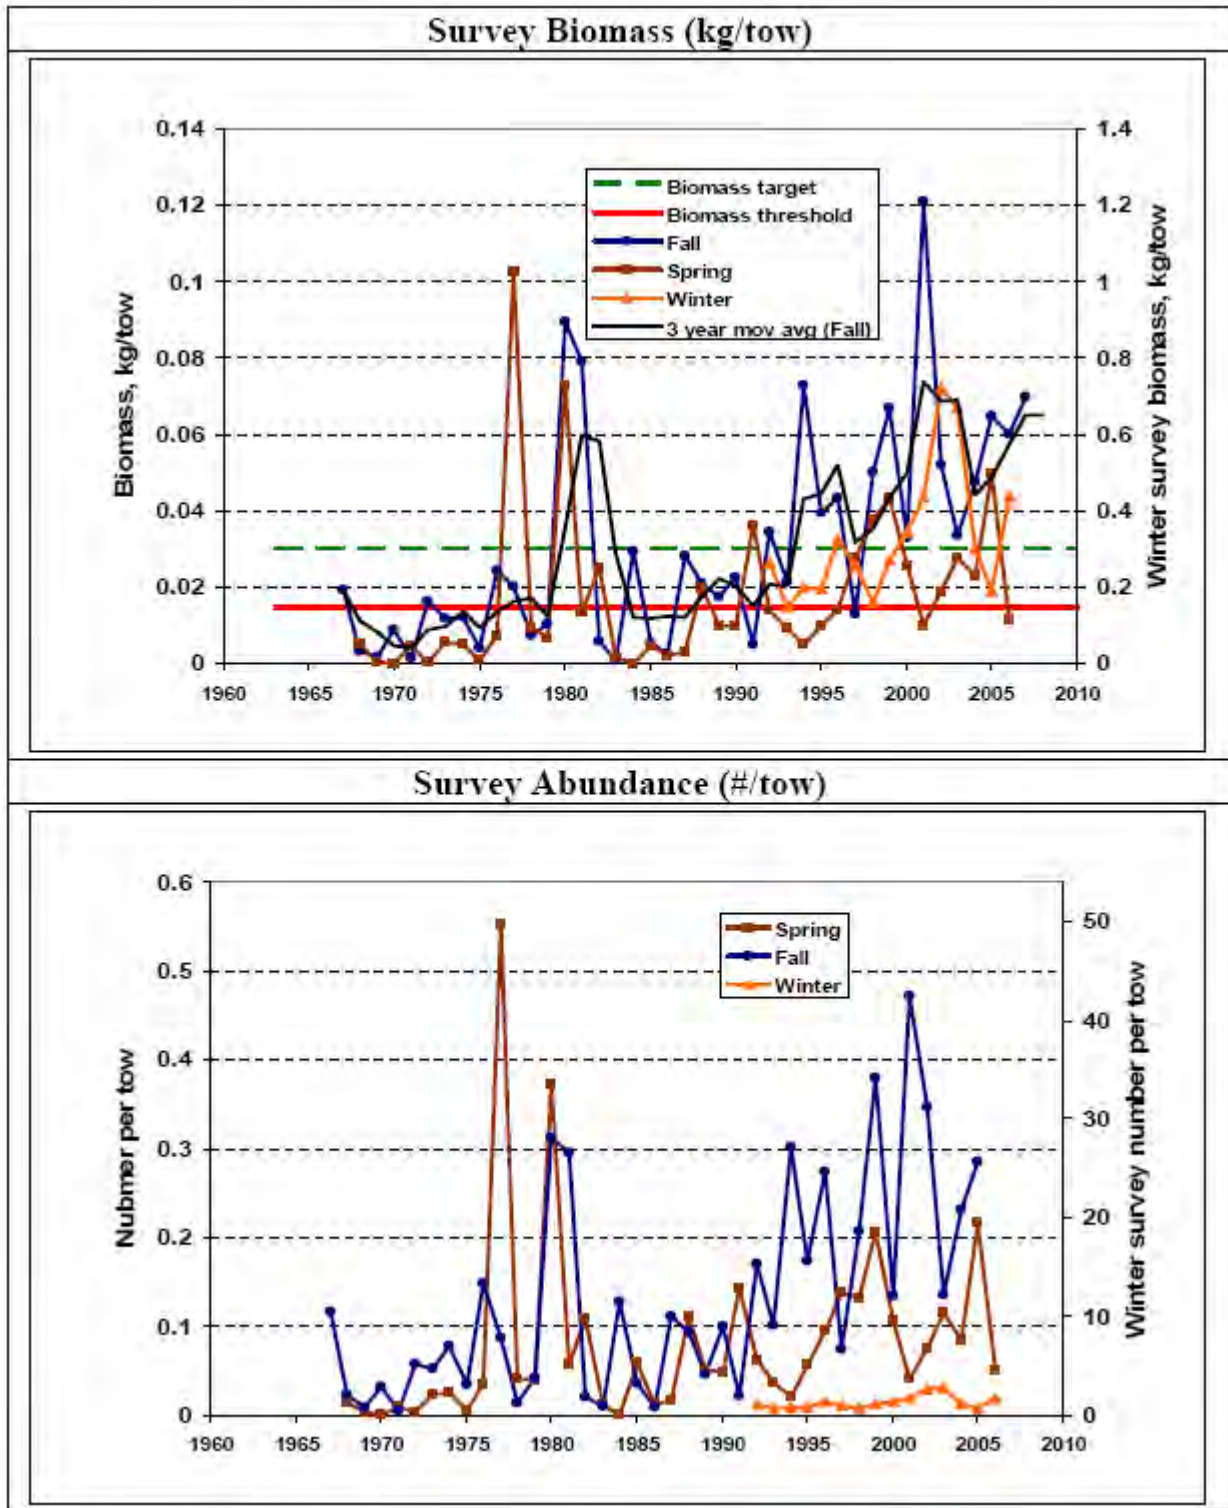 Survey Biomass (kg/tow)
0.14
0.12
0.1
0.08
0.06
0.04
0.02
0
Biomass, kg/tow
1.4
1.2
1
0.8
0.6
0.4
0.2
0
Winter survey biomass, kg/tow
Biomass target
Biomass threshold
Fall
Spring
Winter
3 year mov avg (Fall)
1960 1965 1970 1975 1980 1985 1990 1995 2000 2005 2010
Survey Abundance (#/tow)
0.6
0.5
0.4
0.3
0.2
0.1
0
Nubmer per tow
50
40
30
20
10
0
Winter survey number per tow
Spring
Fall
Winter
1960 1965 1970 1975 1980 1985 1990 1995 2000 2005 2010